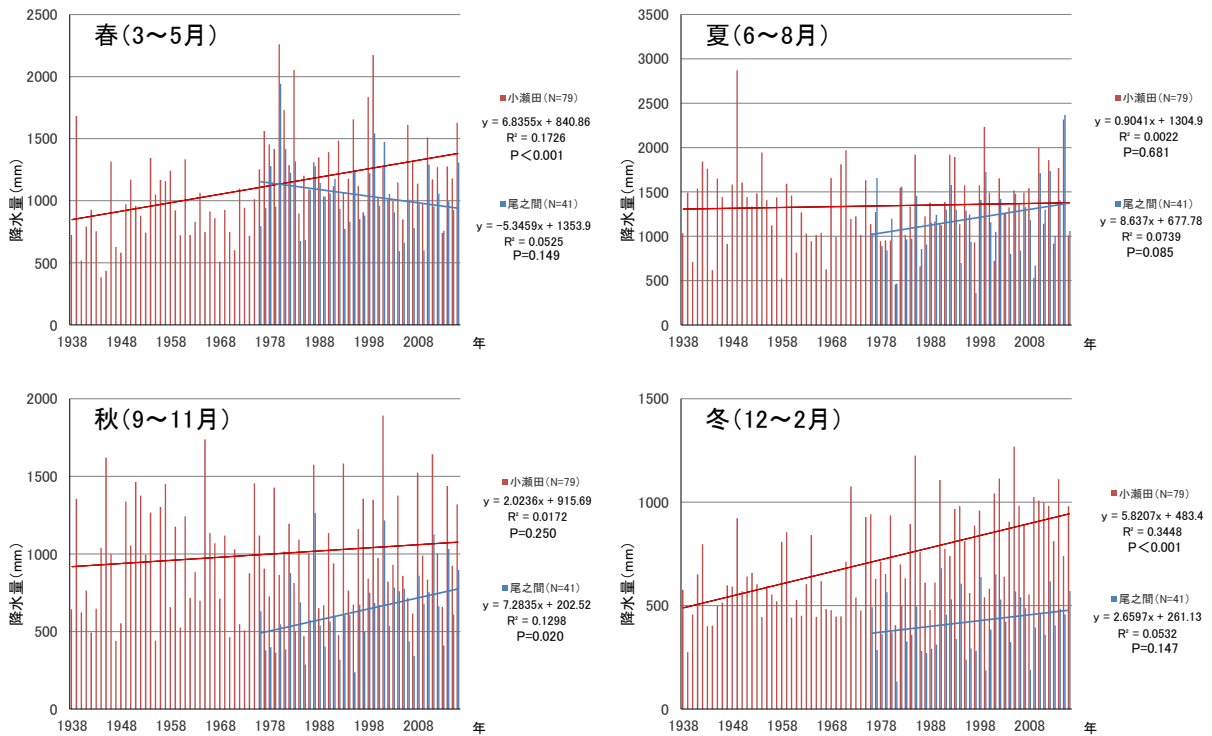 春(3～5月)
2500
2000
1500
1000
500
0
降水量(mm)
1938 1948 1958 1968 1978 1988 1998 2008 年
小瀬田(N=79)
y = 6.8355x + 840.86
R² = 0.1726
P＜0.001
尾之間(N=41)
y = -5.3459x + 1353.9
R² = 0.0525
P=0.149
夏(6～8月)
3500
3000
2500
2000
1500
1000
500
0
降水量(mm)
1938 1948 1958 1968 1978 1988 1998 2008 年
小瀬田(N=79)
y = 0.9041x + 1304.9
R² = 0.0022
P=0.681
尾之間(N=41)
y = 8.637x + 677.78
R² = 0.0739
P=0.085
秋(9～11月)
2000
1500
1000
500
0
降水量(mm)
1938 1948 1958 1968 1978 1988 1998 2008 年
小瀬田(N=79)
y = 2.0236x + 915.69
R² = 0.0172
P=0.250
尾之間(N=41)
y = 7.2835x + 202.52
R² = 0.1298
P=0.020
冬(12～2月)
1500
1000
500
0
降水量(mm)
1938 1948 1958 1968 1978 1988 1998 2008 年
小瀬田(N=79)
y = 5.8207x + 483.4
R² = 0.3448
P＜0.001
尾之間(N=41)
y = 2.6597x + 261.13
R² = 0.0532
P=0.147